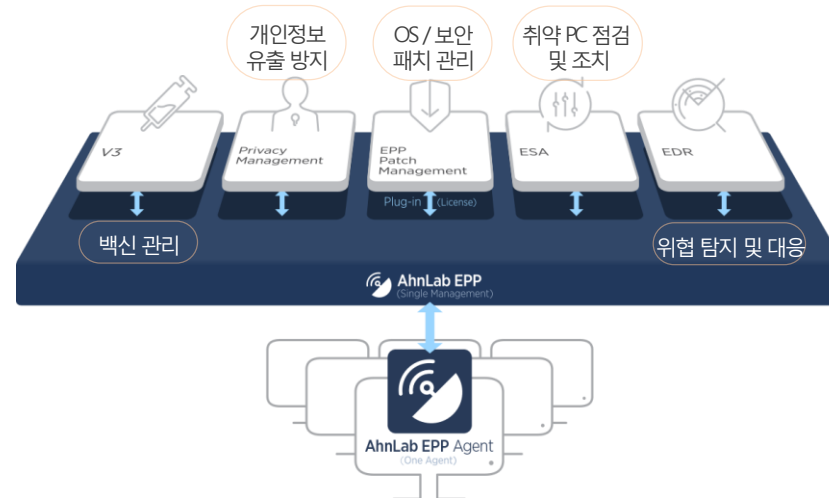 개인정보
유출 방지
OS / 보안
패치 관리
취약 PC 점검
및 조치
V3
Privacy
Management
EPP
Patch
Management
ESA
EDR
Plug-in (License)
백신 관리
위협 탐지 및 대응
AhnLab EPP
(Single Management)
AhnLab EPP Agent
(One Agent)